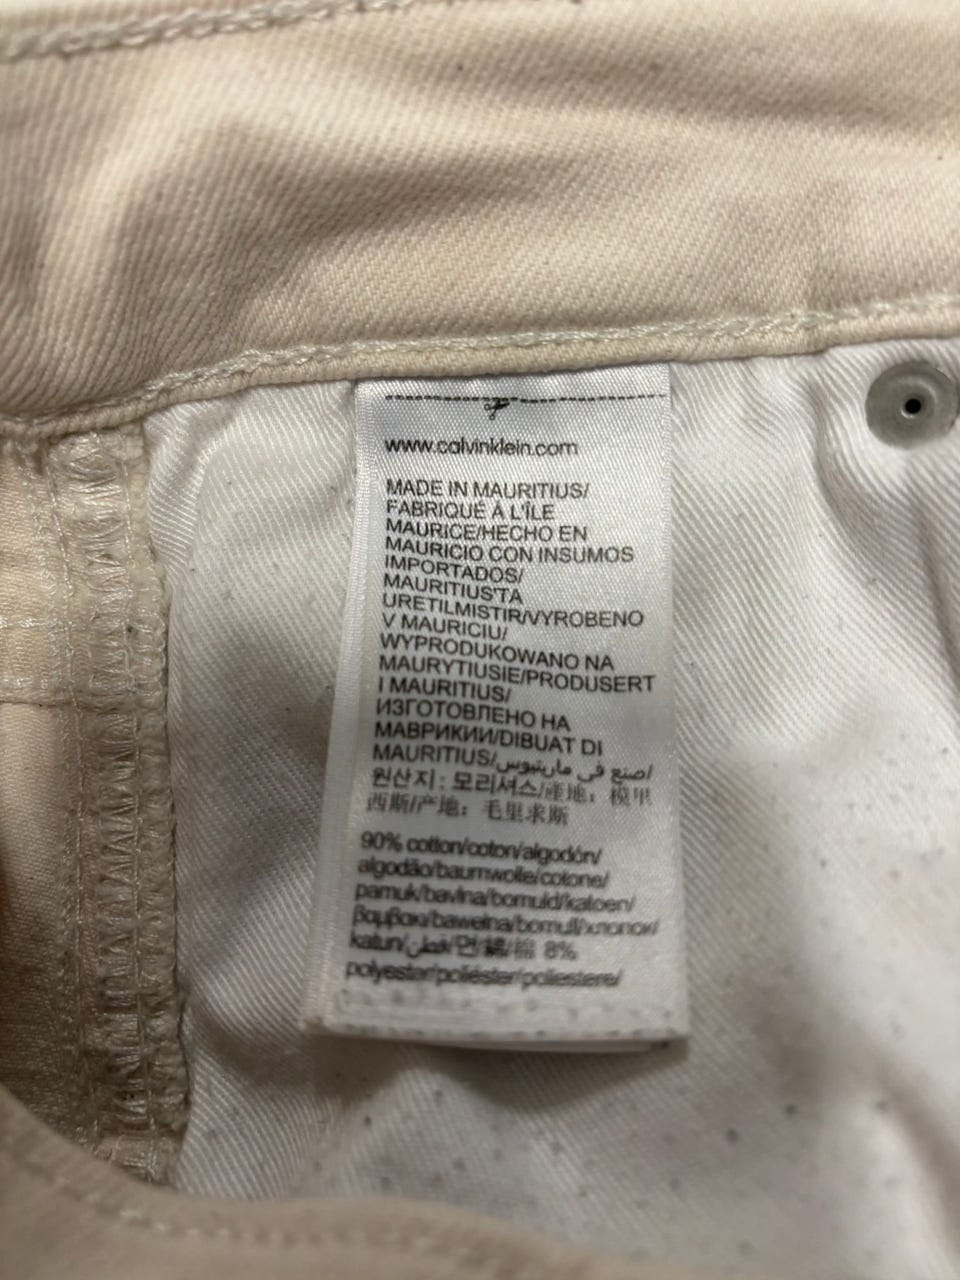 www.calvinklein.com
MADE IN MAURITIUS/
FABRIQUÉ À L'ÎLE
MAURICE/HECHO EN
MAURICIO CON INSUMOS
IMPORTADOS/
MAURITIUS'TA
URETILMISTIR/VYROBENO
V MAURICIU/
WYPRODUKOWANO NA
MAURYTIUSIE/PRODUSERT
I MAURITIUS/
ИЗГОТОВЛЕНО НА
МАВРИКИИ/DIBUAT DI
MAURITIUS/صنع في ماريتيوس/
원산지: 모리셔스/産地: 模里
西斯/产地: 毛里求斯
90% cotton/coton/algodón/
algodão/baumwolle/cotone/
pamuk/bavlna/bomuld/katoen/
βαμβακι/bawełna/bomull/хлопок/
katun/قطن/면/綿/棉 8%
polyester/poliéster/poliestere/